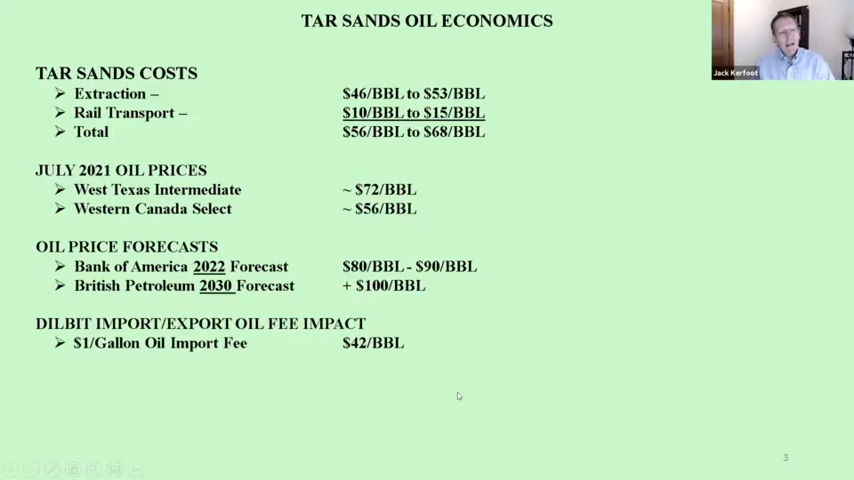 TAR SANDS OIL ECONOMICS
Jack Kerfoot
TAR SANDS COSTS
Extraction – $46/BBL to $53/BBL
Rail Transport – $10/BBL to $15/BBL
Total $56/BBL to $68/BBL
JULY 2021 OIL PRICES
West Texas Intermediate ~ $72/BBL
Western Canada Select ~ $56/BBL
OIL PRICE FORECASTS
Bank of America 2022 Forecast $80/BBL - $90/BBL
British Petroleum 2030 Forecast + $100/BBL
DILBIT IMPORT/EXPORT OIL FEE IMPACT
$1/Gallon Oil Import Fee $42/BBL
3